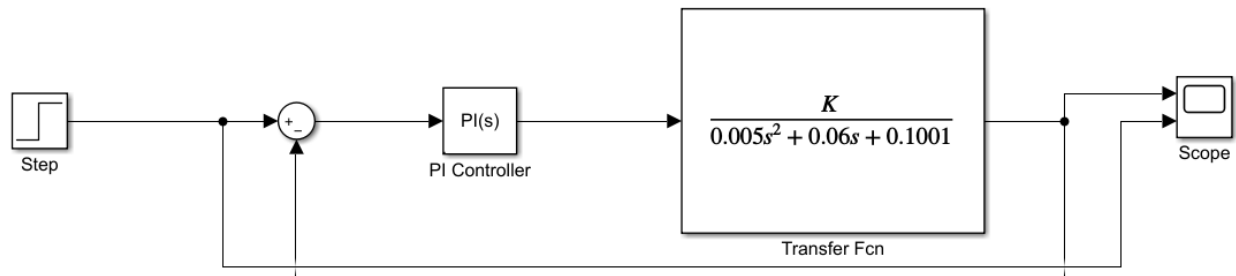 Step
+
−
PI(s)
PI Controller
K
0.005s² + 0.06s + 0.1001
Transfer Fcn
Scope